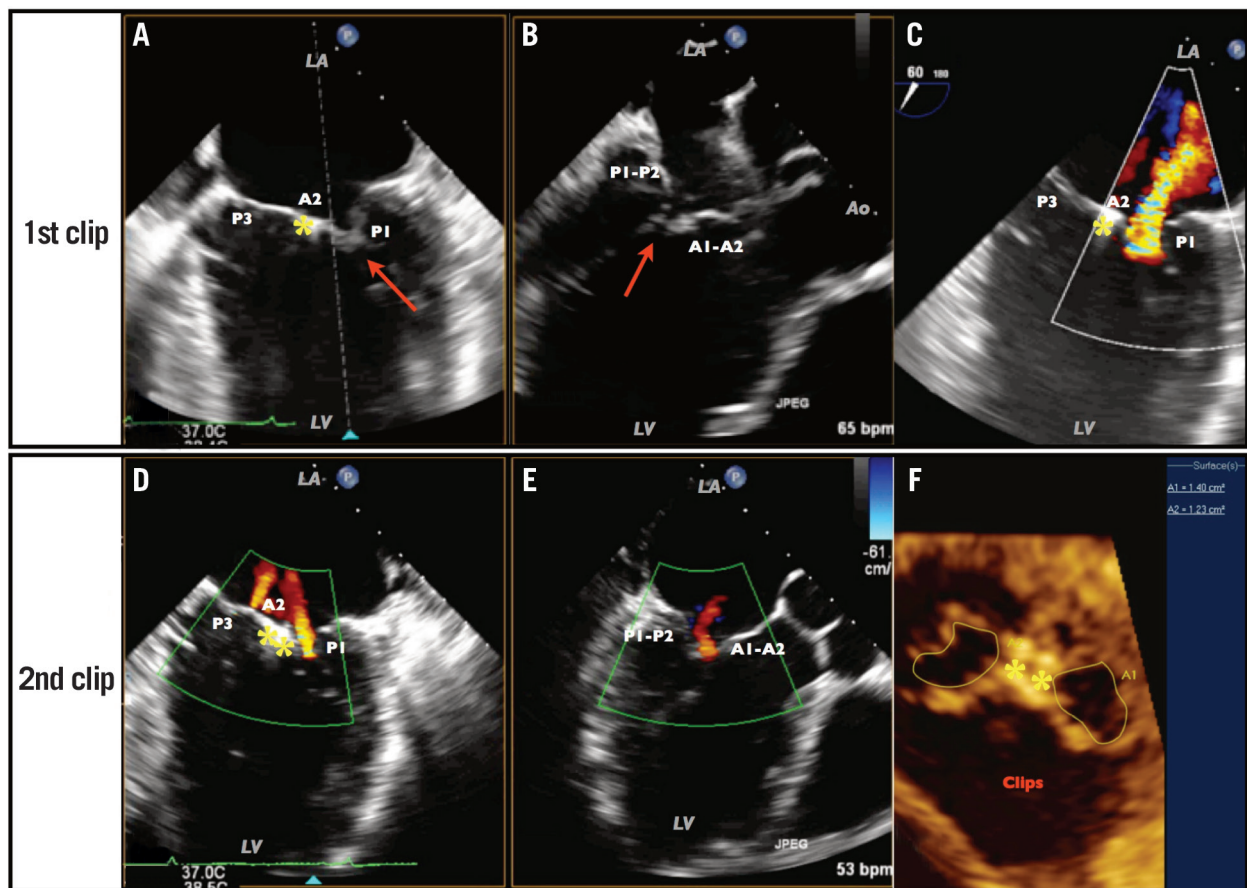 1st clip
A
P
LA
A2
P3
P1
LV
37.0C
B
P
LA
P1-P2
Ao
A1-A2
LV
JPEG
65 bpm
C
60 180
P
LA
P3
A2
P1
LV
2nd clip
D
P
LA
A2
P3
P1
LV
37.0C
38.5C
E
P
LA
-61.
cm/
P1-P2
A1-A2
LV
JPEG
53 bpm
F
Surface(s)
A1 = 1.40 cm²
A2 = 1.23 cm²
A1
Clips